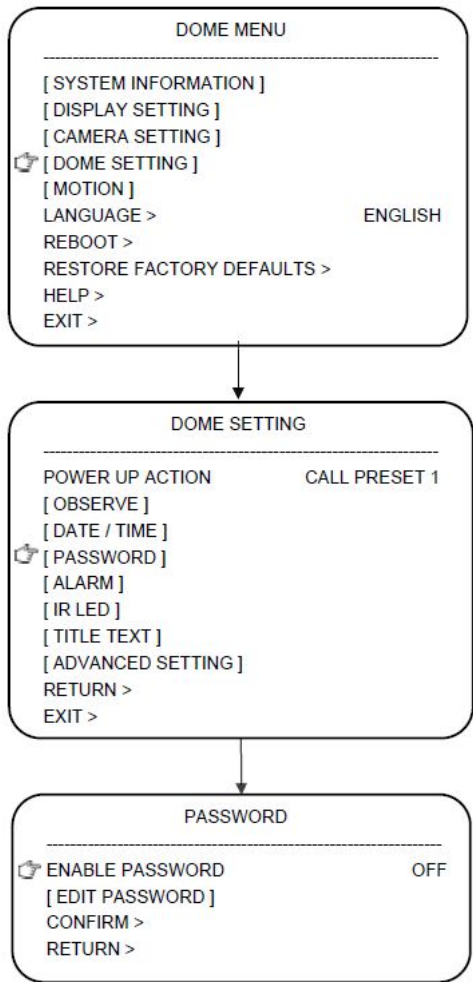 DOME MENU
[ SYSTEM INFORMATION ]
[ DISPLAY SETTING ]
[ CAMERA SETTING ]
[ DOME SETTING ]
[ MOTION ]
LANGUAGE > ENGLISH
REBOOT >
RESTORE FACTORY DEFAULTS >
HELP >
EXIT >
DOME SETTING
POWER UP ACTION CALL PRESET 1
[ OBSERVE ]
[ DATE / TIME ]
[ PASSWORD ]
[ ALARM ]
[ IR LED ]
[ TITLE TEXT ]
[ ADVANCED SETTING ]
RETURN >
EXIT >
PASSWORD
ENABLE PASSWORD OFF
[ EDIT PASSWORD ]
CONFIRM >
RETURN >